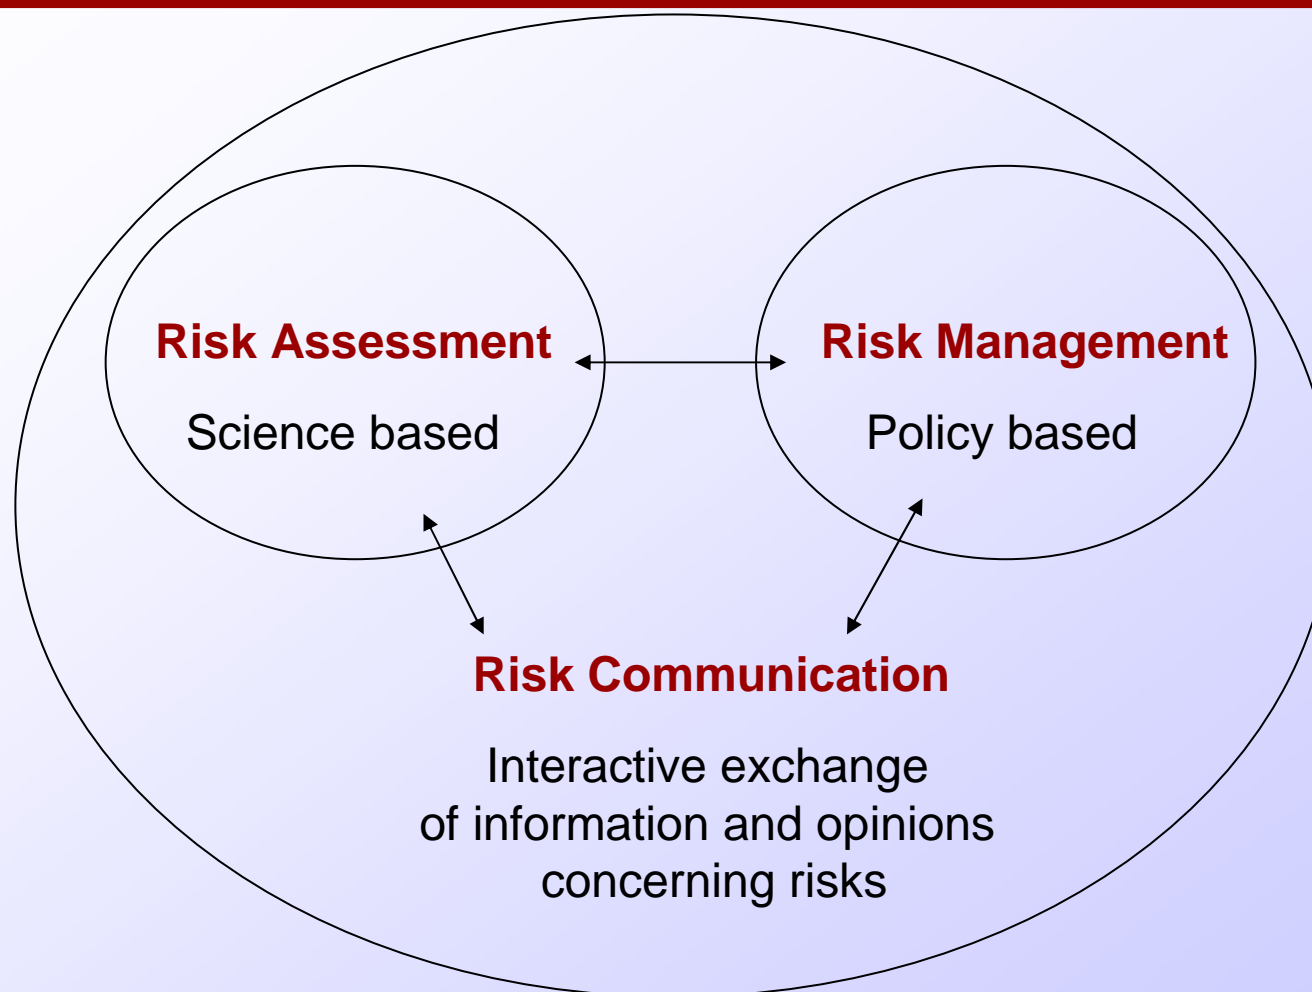 Risk Assessment
Science based
Risk Management
Policy based
Risk Communication
Interactive exchange
of information and opinions
concerning risks